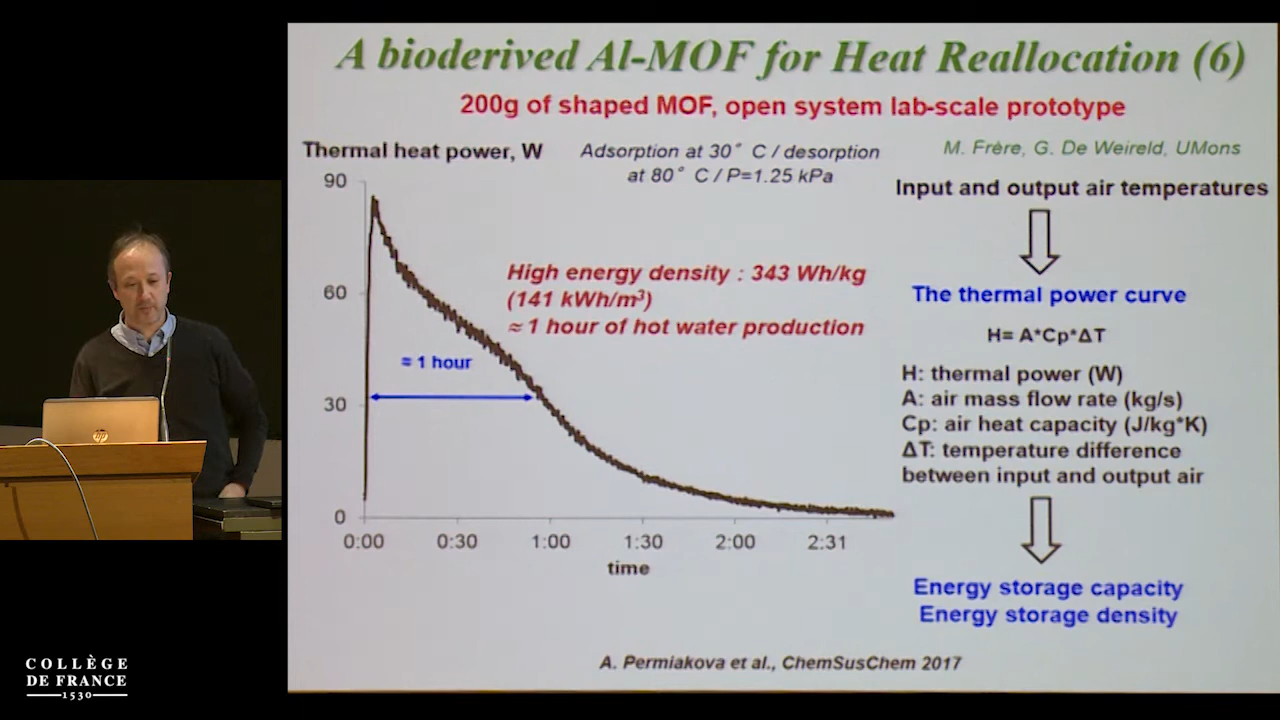 A bioderived Al-MOF for Heat Reallocation (6)
200g of shaped MOF, open system lab-scale prototype
Thermal heat power, W
Adsorption at 30° C / desorption
at 80° C / P=1.25 kPa
M. Frère, G. De Weireld, UMons
Input and output air temperatures
90
60
30
0
High energy density : 343 Wh/kg
(141 kWh/m³)
≈ 1 hour of hot water production
≈ 1 hour
0:00
0:30
1:00
1:30
2:00
2:31
time
The thermal power curve
H= A*Cp*ΔT
H: thermal power (W)
A: air mass flow rate (kg/s)
Cp: air heat capacity (J/kg*K)
ΔT: temperature difference
between input and output air
Energy storage capacity
Energy storage density
A. Permiakova et al., ChemSusChem 2017
hp
COLLÈGE
DE FRANCE
1530